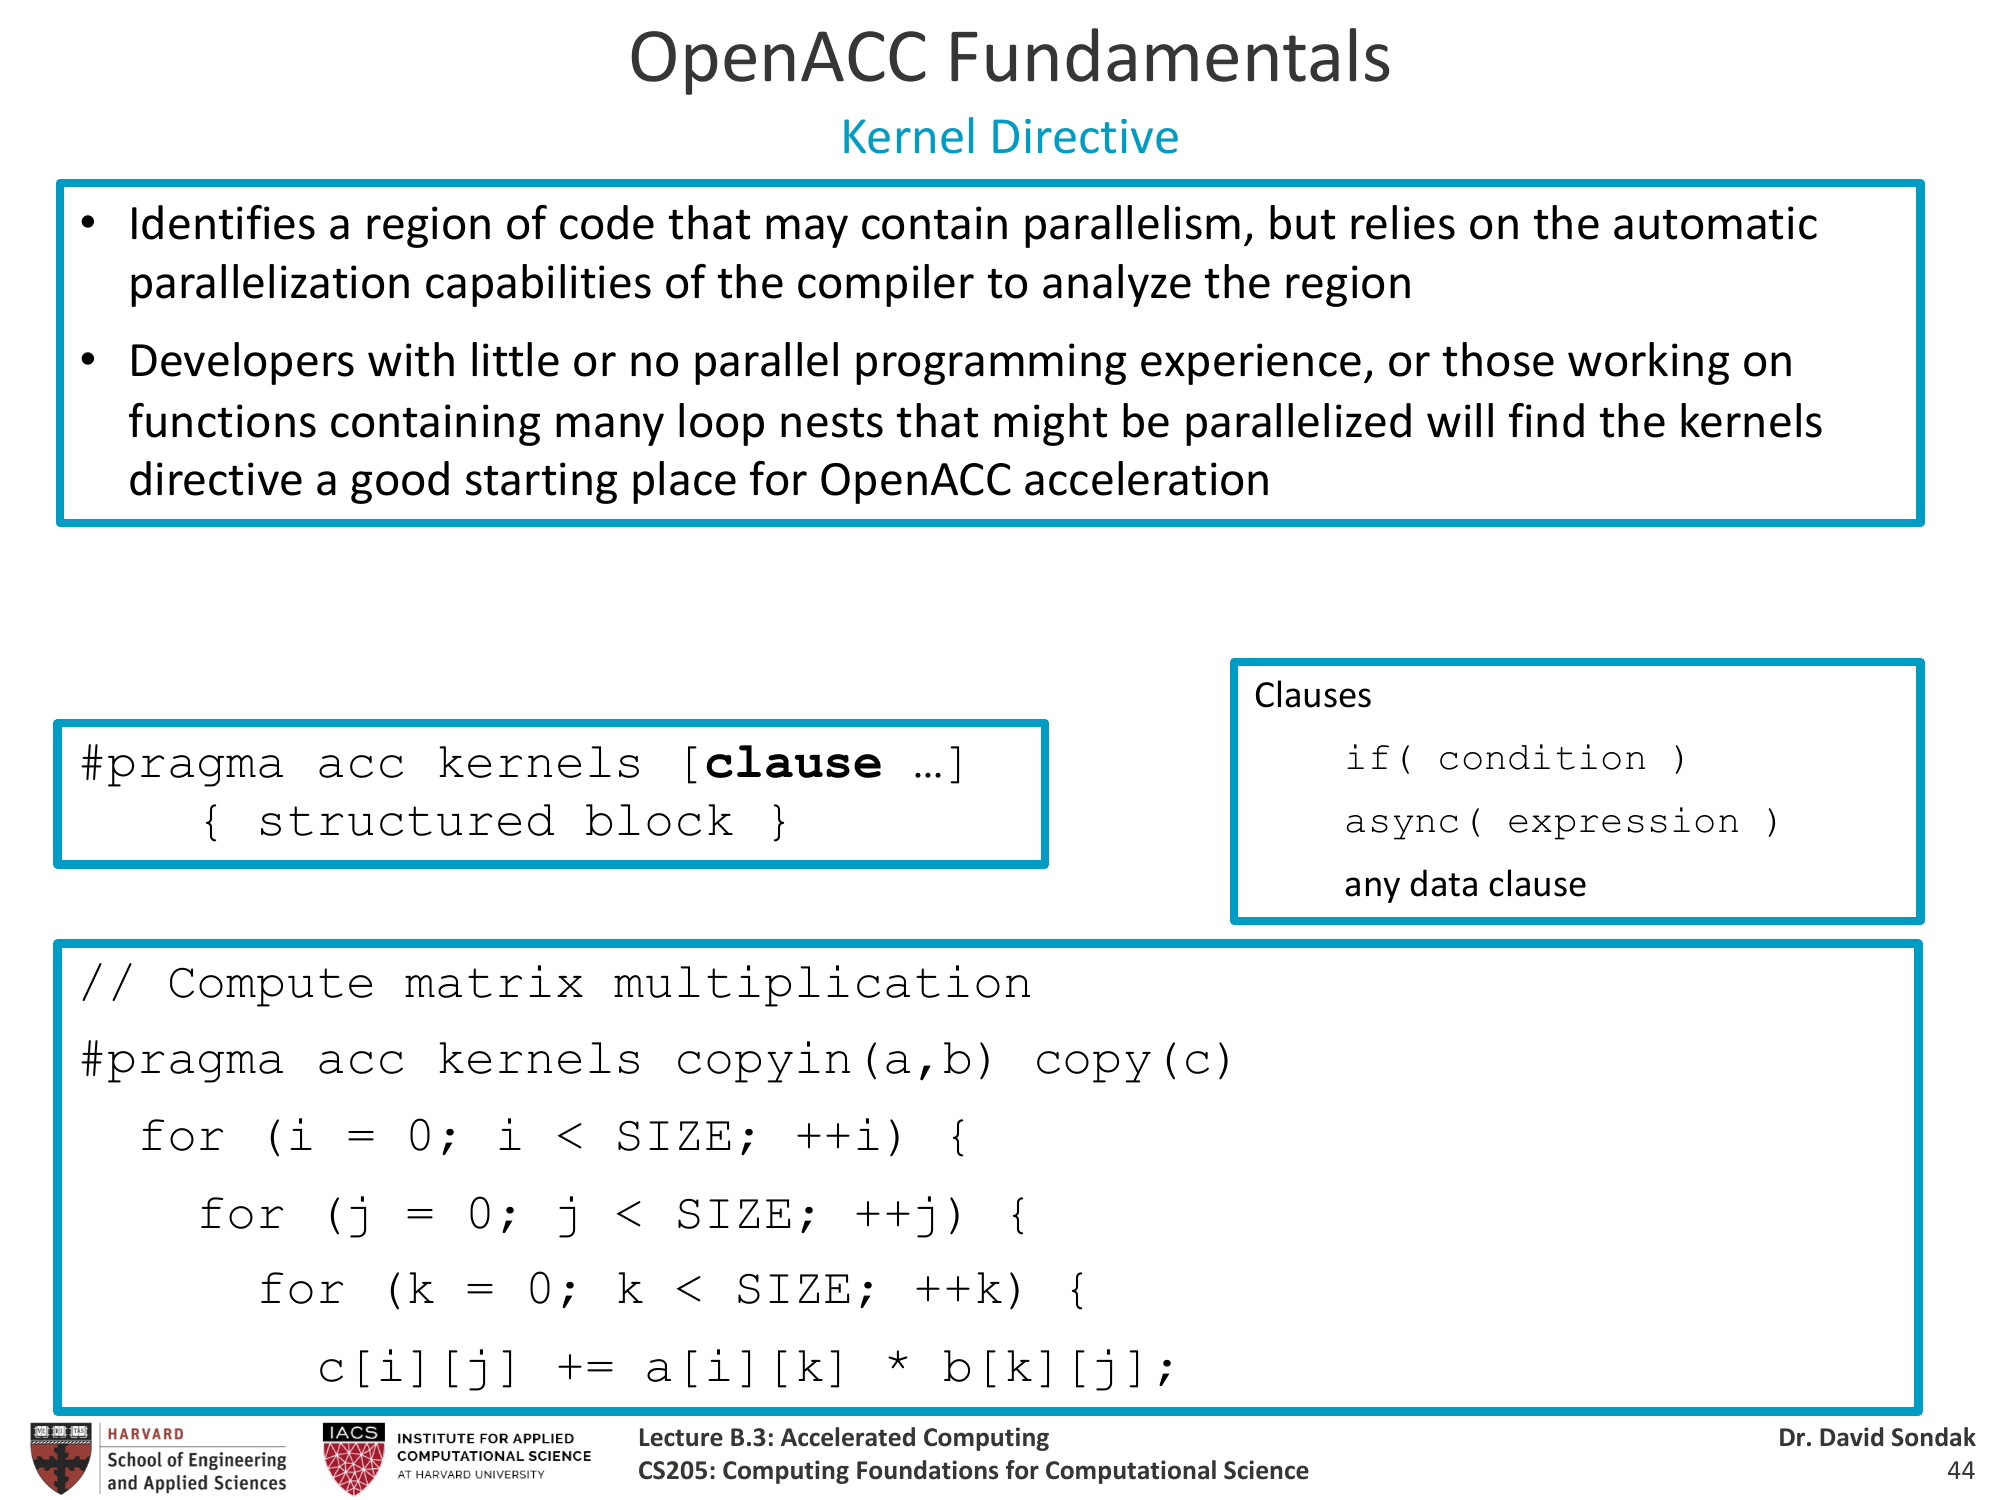 OpenACC Fundamentals
Kernel Directive
• Identifies a region of code that may contain parallelism, but relies on the automatic
parallelization capabilities of the compiler to analyze the region
• Developers with little or no parallel programming experience, or those working on
functions containing many loop nests that might be parallelized will find the kernels
directive a good starting place for OpenACC acceleration
#pragma acc kernels [clause …]
{ structured block }
Clauses
if( condition )
async( expression )
any data clause
// Compute matrix multiplication
#pragma acc kernels copyin(a,b) copy(c)
for (i = 0; i < SIZE; ++i) {
for (j = 0; j < SIZE; ++j) {
for (k = 0; k < SIZE; ++k) {
c[i][j] += a[i][k] * b[k][j];
HARVARD
School of Engineering
and Applied Sciences
IACS
INSTITUTE FOR APPLIED
COMPUTATIONAL SCIENCE
AT HARVARD UNIVERSITY
Lecture B.3: Accelerated Computing
CS205: Computing Foundations for Computational Science
Dr. David Sondak
44